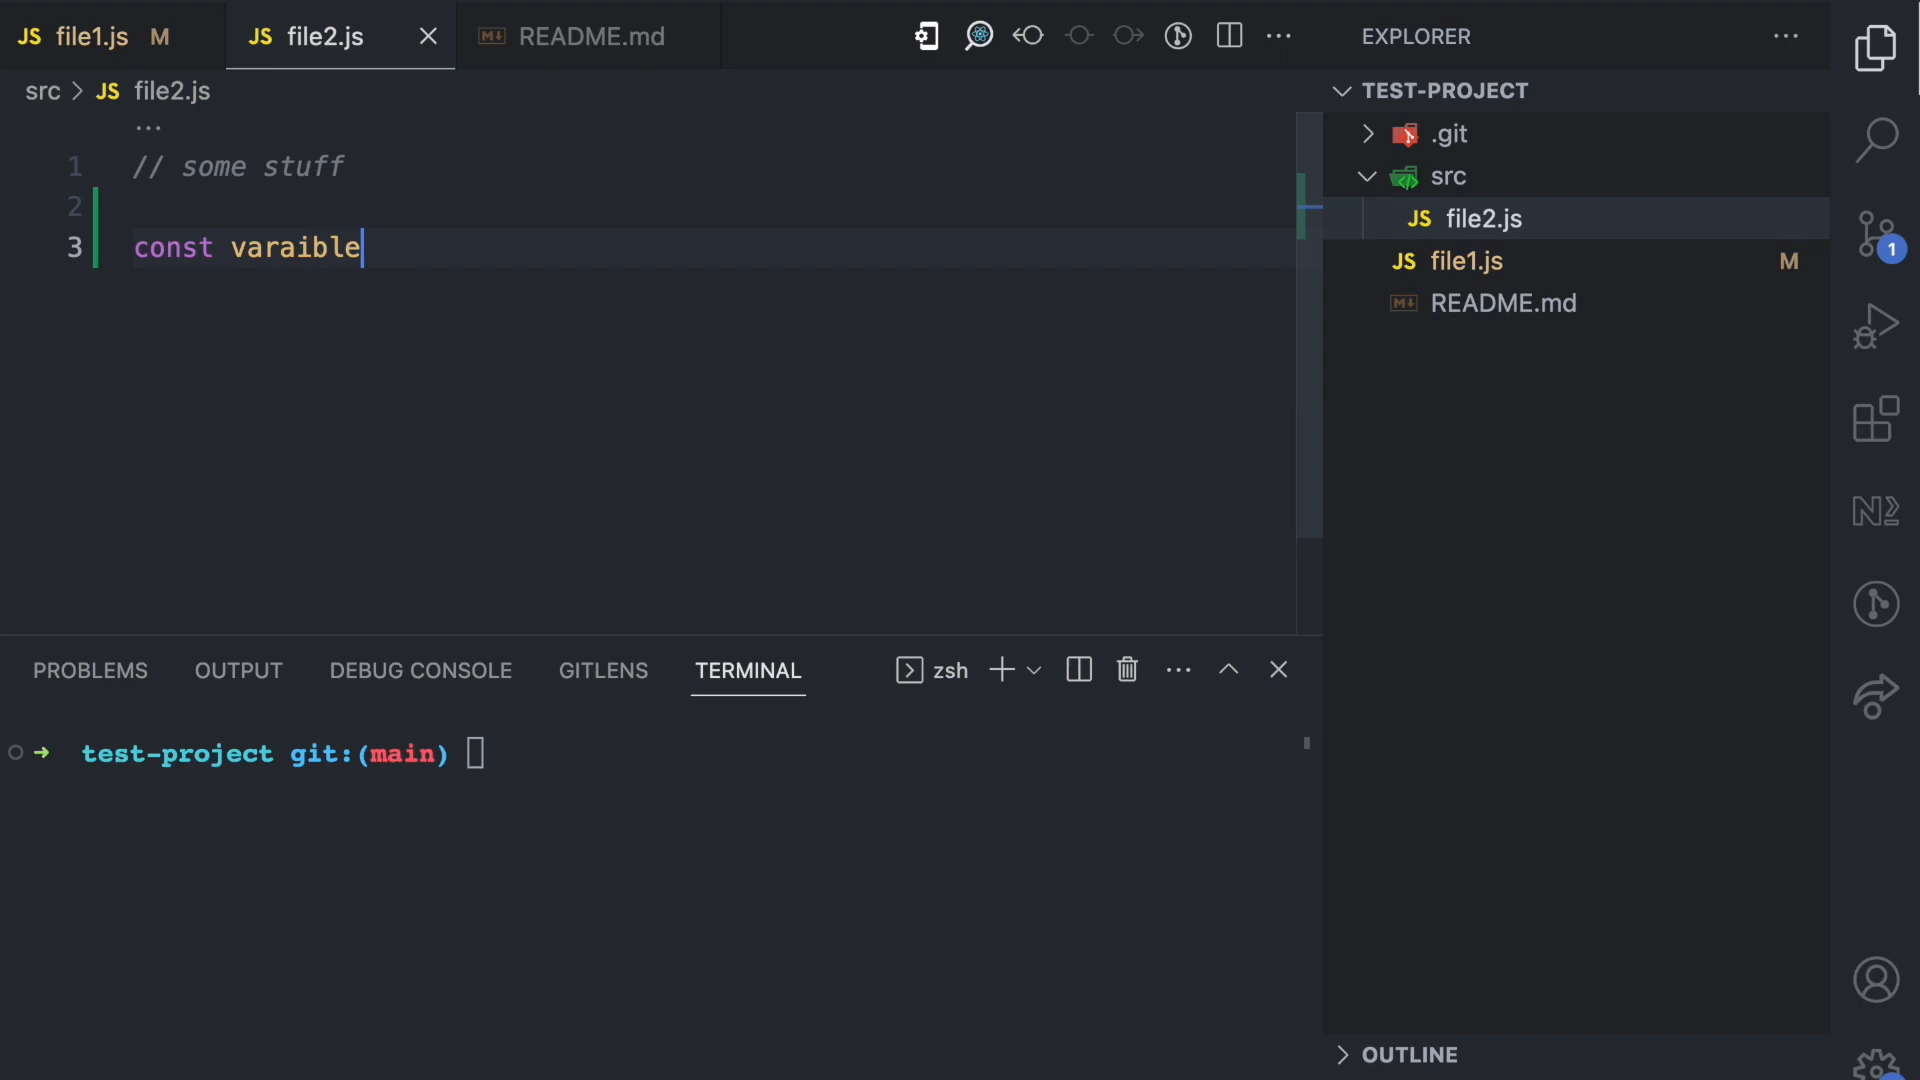 JS file1.js M
JS file2.js
README.md
EXPLORER
src > JS file2.js
TEST-PROJECT
...
.git
1 // some stuff
src
2
JS file2.js
3 const varaible
JS file1.js M
1
README.md
PROBLEMS OUTPUT DEBUG CONSOLE GITLENS TERMINAL zsh
test-project git:(main)
OUTLINE